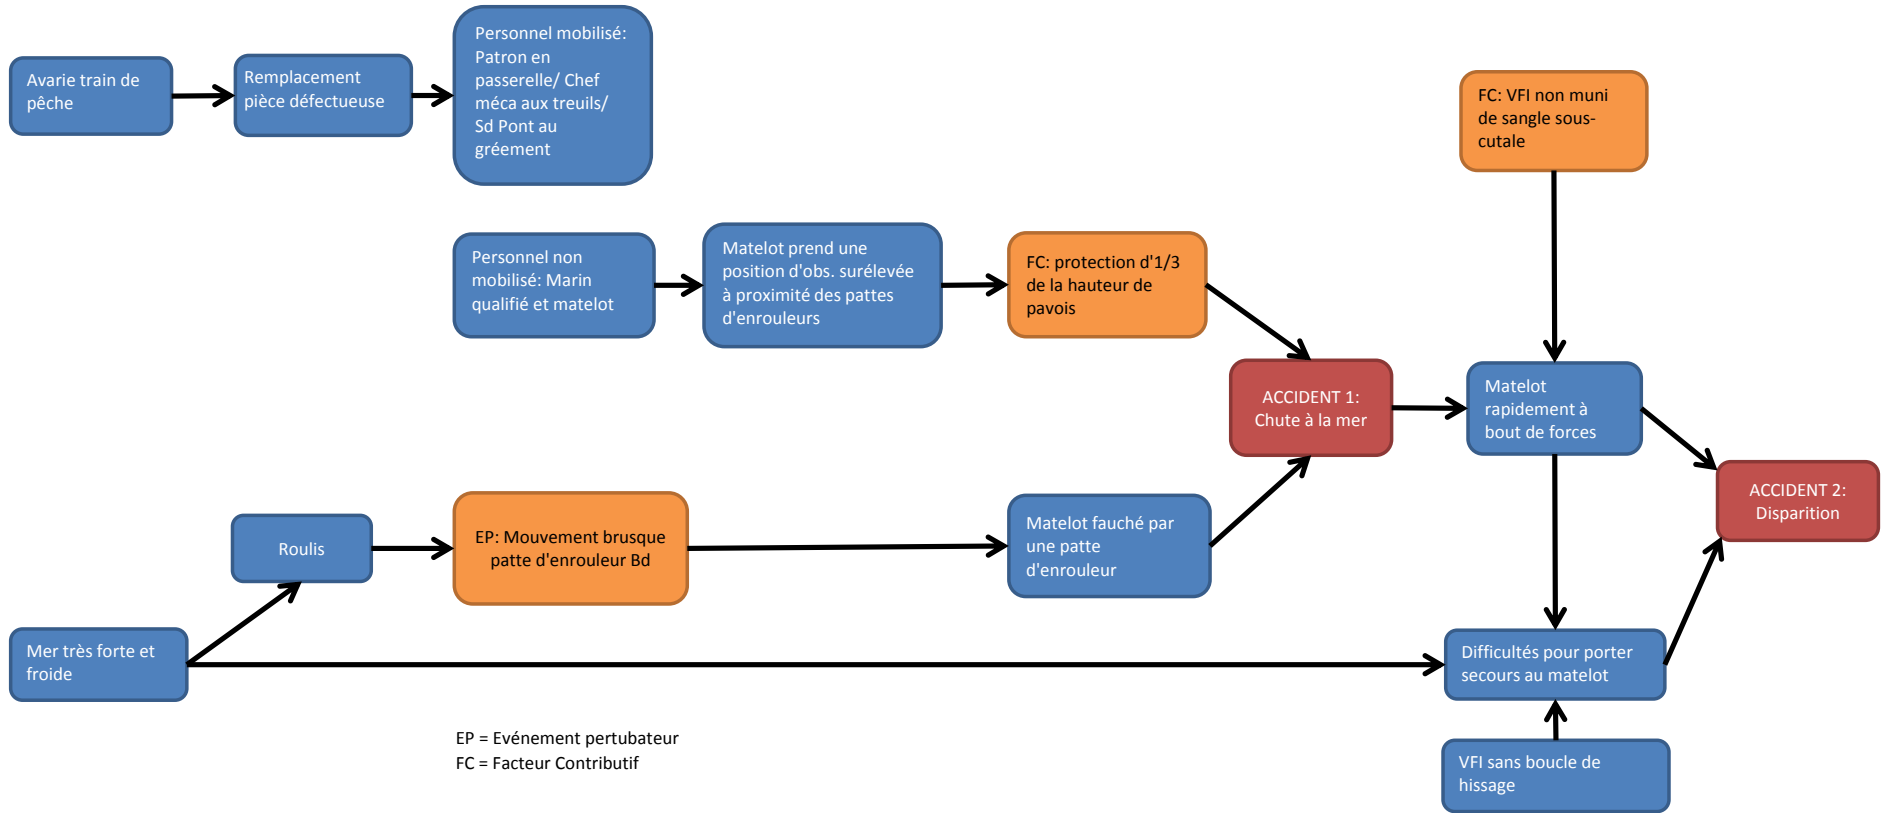 Avarie train de
pêche
Remplacement
pièce défectueuse
Personnel mobilisé:
Patron en
passerelle/ Chef
méca aux treuils/
Sd Pont au
gréement
FC: VFI non muni
de sangle sous-
cutale
Personnel non
mobilisé: Marin
qualifié et matelot
Matelot prend une
position d'obs. surélevée
à proximité des pattes
d'enrouleurs
FC: protection d'1/3
de la hauteur de
pavois
ACCIDENT 1:
Chute à la mer
Matelot
rapidement à
bout de forces
ACCIDENT 2:
Disparition
Roulis
EP: Mouvement brusque
patte d'enrouleur Bd
Matelot fauché par
une patte
d'enrouleur
Mer très forte et
froide
Difficultés pour porter
secours au matelot
VFI sans boucle de
hissage
EP = Evénement pertubateur
FC = Facteur Contributif